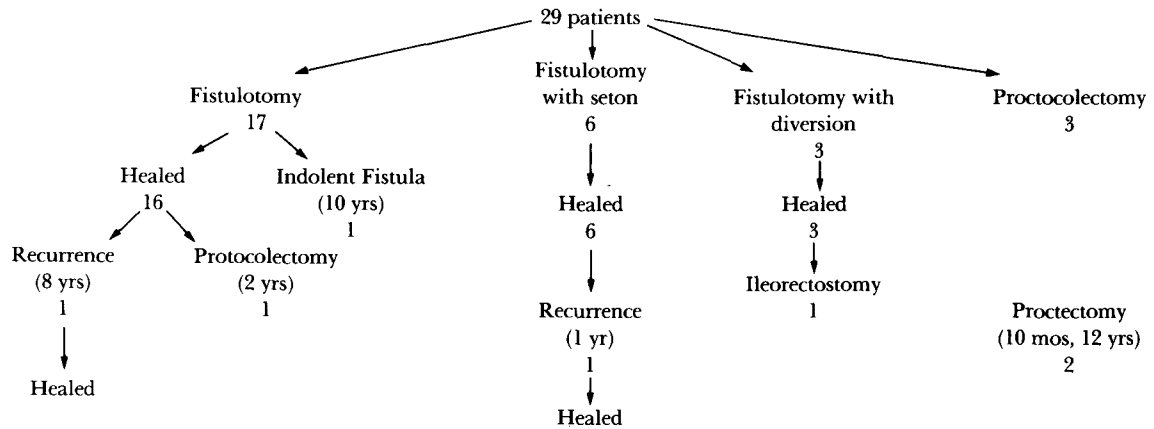 29 patients
Fistulotomy
17
Healed
16
Indolent Fistula
(10 yrs)
1
Recurrence
(8 yrs)
1
Healed
Protocolectomy
(2 yrs)
1
Fistulotomy
with seton
6
Healed
6
Recurrence
(1 yr)
1
Healed
Fistulotomy with
diversion
3
Healed
3
Ileorectostomy
1
Proctocolectomy
3
Proctectomy
(10 mos, 12 yrs)
2